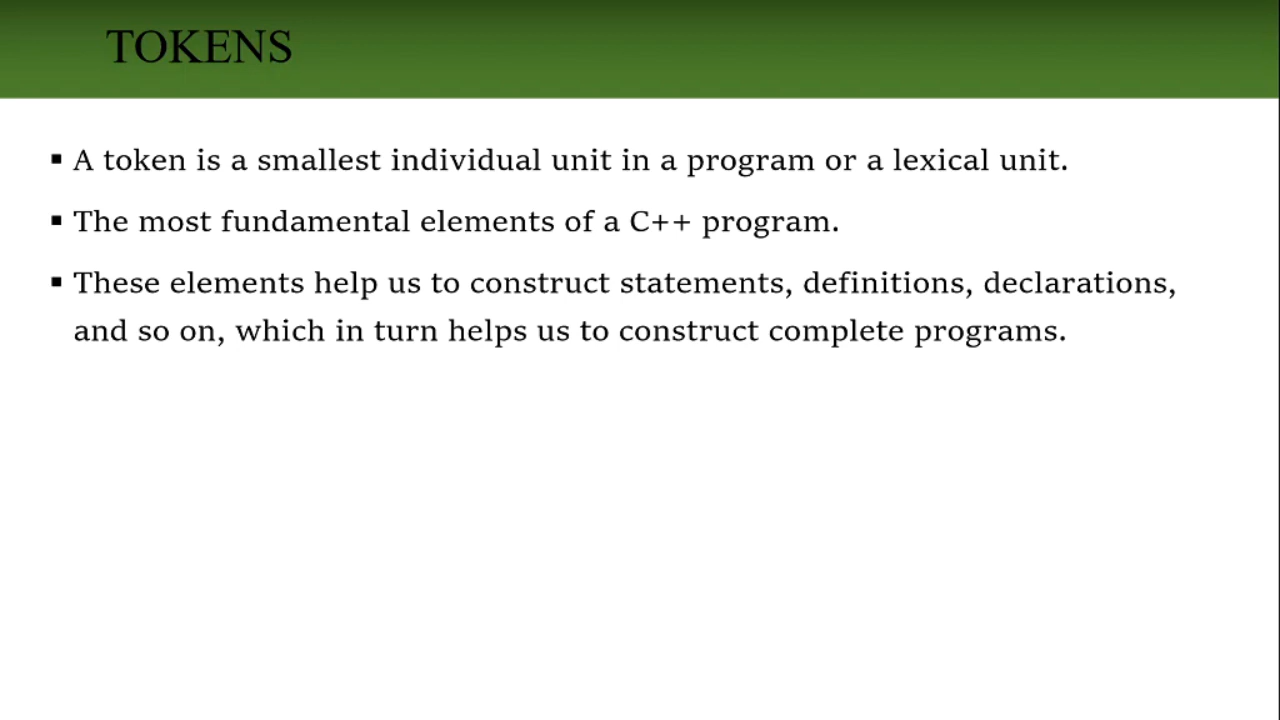 TOKENS
▪ A token is a smallest individual unit in a program or a lexical unit.
▪ The most fundamental elements of a C++ program.
▪ These elements help us to construct statements, definitions, declarations,
and so on, which in turn helps us to construct complete programs.